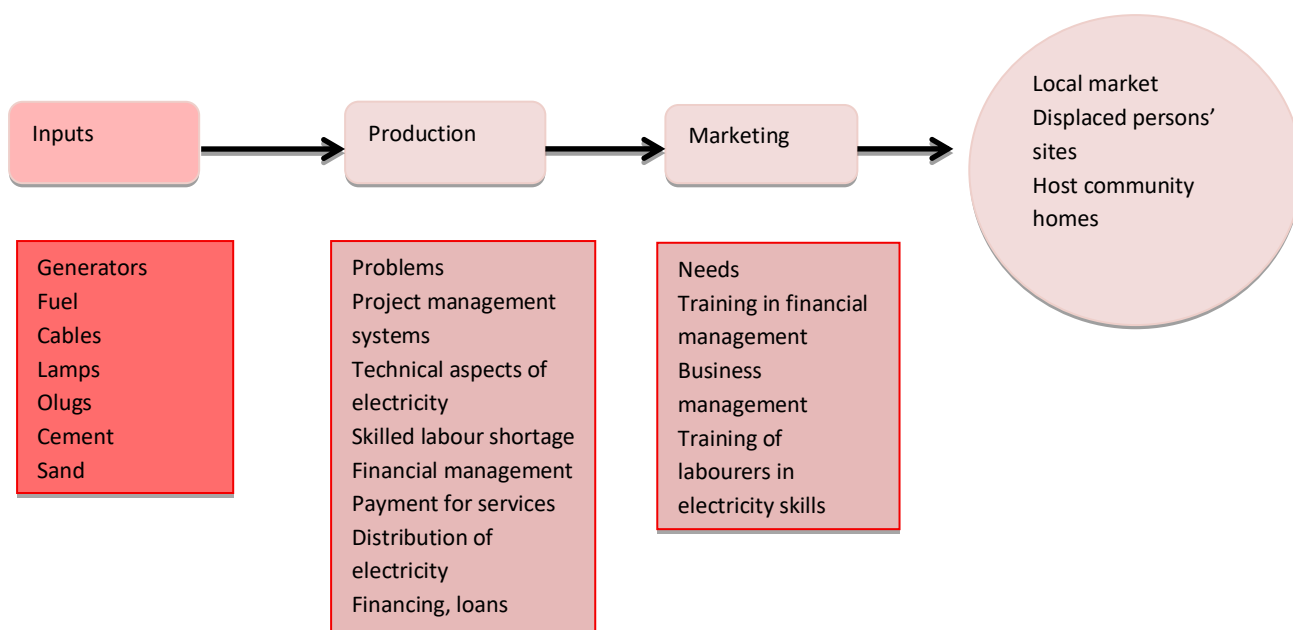 Inputs
Production
Marketing
Local market
Displaced persons’
sites
Host community
homes
Generators
Fuel
Cables
Lamps
Olugs
Cement
Sand
Problems
Project management
systems
Technical aspects of
electricity
Skilled labour shortage
Financial management
Payment for services
Distribution of
electricity
Financing, loans
Needs
Training in financial
management
Business
management
Training of
labourers in
electricity skills